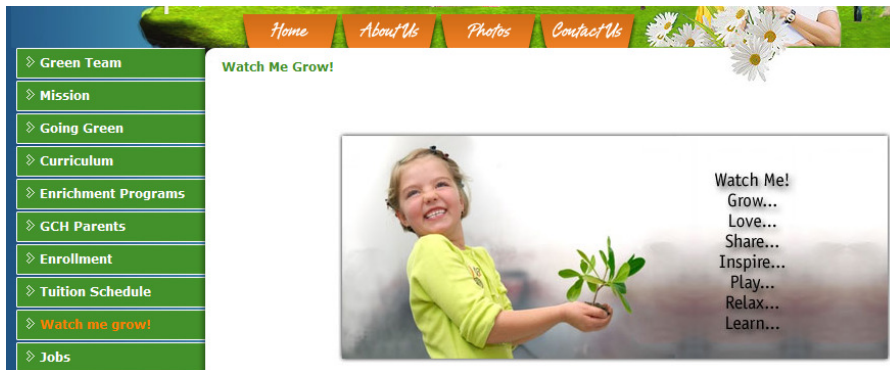 Home About Us Photos Contact Us
Green Team
Mission
Going Green
Curriculum
Enrichment Programs
GCH Parents
Enrollment
Tuition Schedule
Watch me grow!
Jobs
Watch Me Grow!
Watch Me!
Grow...
Love...
Share...
Inspire...
Play...
Relax...
Learn...